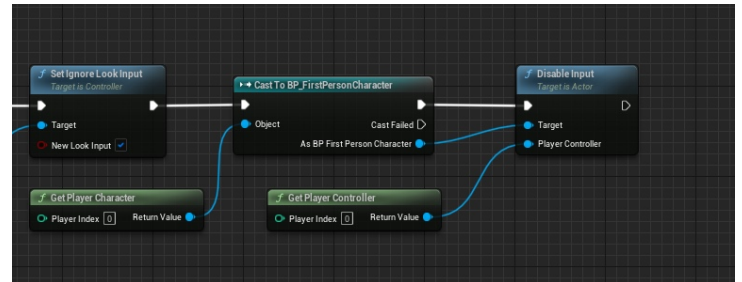 Set Ignore Look Input
Target is Controller
Target
New Look Input
Cast To BP_FirstPersonCharacter
Object
Cast Failed
As BP First Person Character
Disable Input
Target is Actor
Target
Player Controller
Get Player Character
Player Index 0 Return Value
Get Player Controller
Player Index 0 Return Value